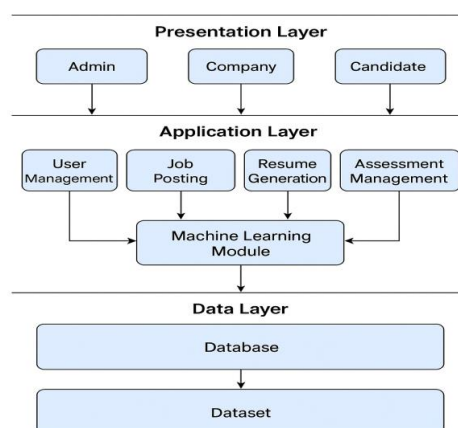 Presentation Layer
Admin
Company
Candidate
Application Layer
User
Management
Job
Posting
Resume
Generation
Assessment
Management
Machine Learning
Module
Data Layer
Database
Dataset